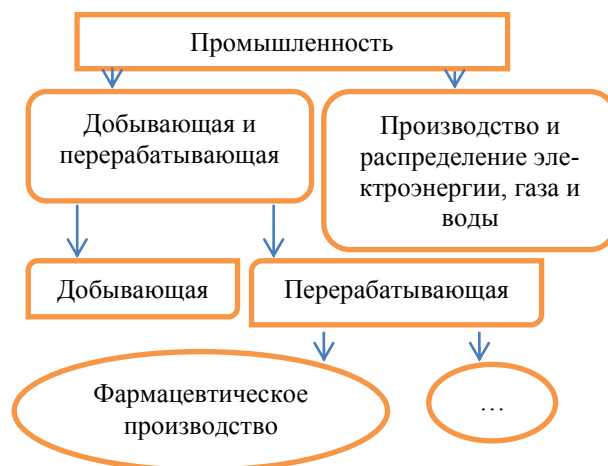 Промышленность
Добывающая и
перерабатывающая
Производство и
распределение эле-
ктроэнергии, газа и
воды
Добывающая
Перерабатывающая
Фармацевтическое
производство
…